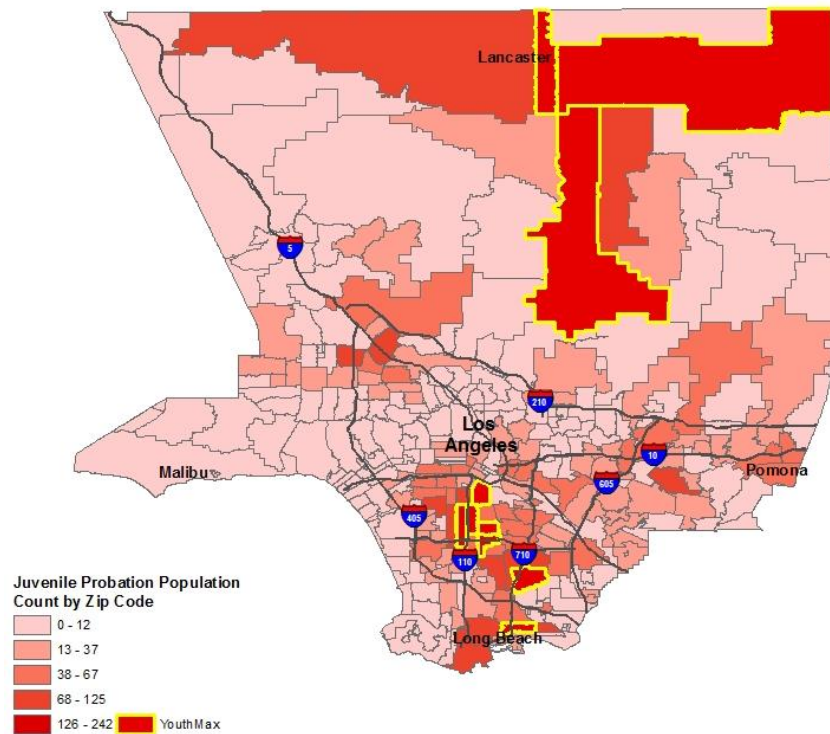 Lancaster
5
210
Los
Angeles
10
Malibu
Pomona
605
405
110
710
Long Beach
Juvenile Probation Population
Count by Zip Code
0 - 12
13 - 37
38 - 67
68 - 125
126 - 242 YouthMax